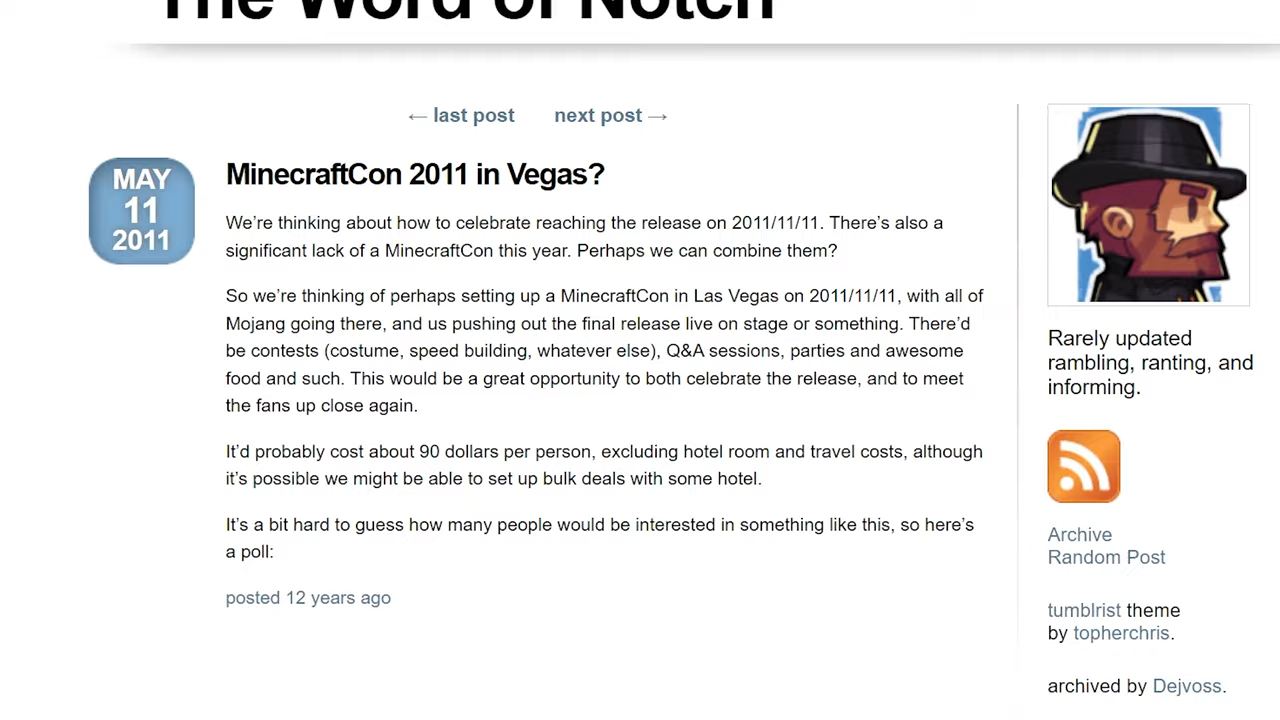 The Word of Notch
← last post next post →
MAY
11
2011
MinecraftCon 2011 in Vegas?
We’re thinking about how to celebrate reaching the release on 2011/11/11. There’s also a
significant lack of a MinecraftCon this year. Perhaps we can combine them?
So we’re thinking of perhaps setting up a MinecraftCon in Las Vegas on 2011/11/11, with all of
Mojang going there, and us pushing out the final release live on stage or something. There’d
be contests (costume, speed building, whatever else), Q&A sessions, parties and awesome
food and such. This would be a great opportunity to both celebrate the release, and to meet
the fans up close again.
It’d probably cost about 90 dollars per person, excluding hotel room and travel costs, although
it’s possible we might be able to set up bulk deals with some hotel.
It’s a bit hard to guess how many people would be interested in something like this, so here’s
a poll:
posted 12 years ago
Rarely updated
rambling, ranting, and
informing.
Archive
Random Post
tumblrist theme
by topherchris.
archived by Dejvoss.